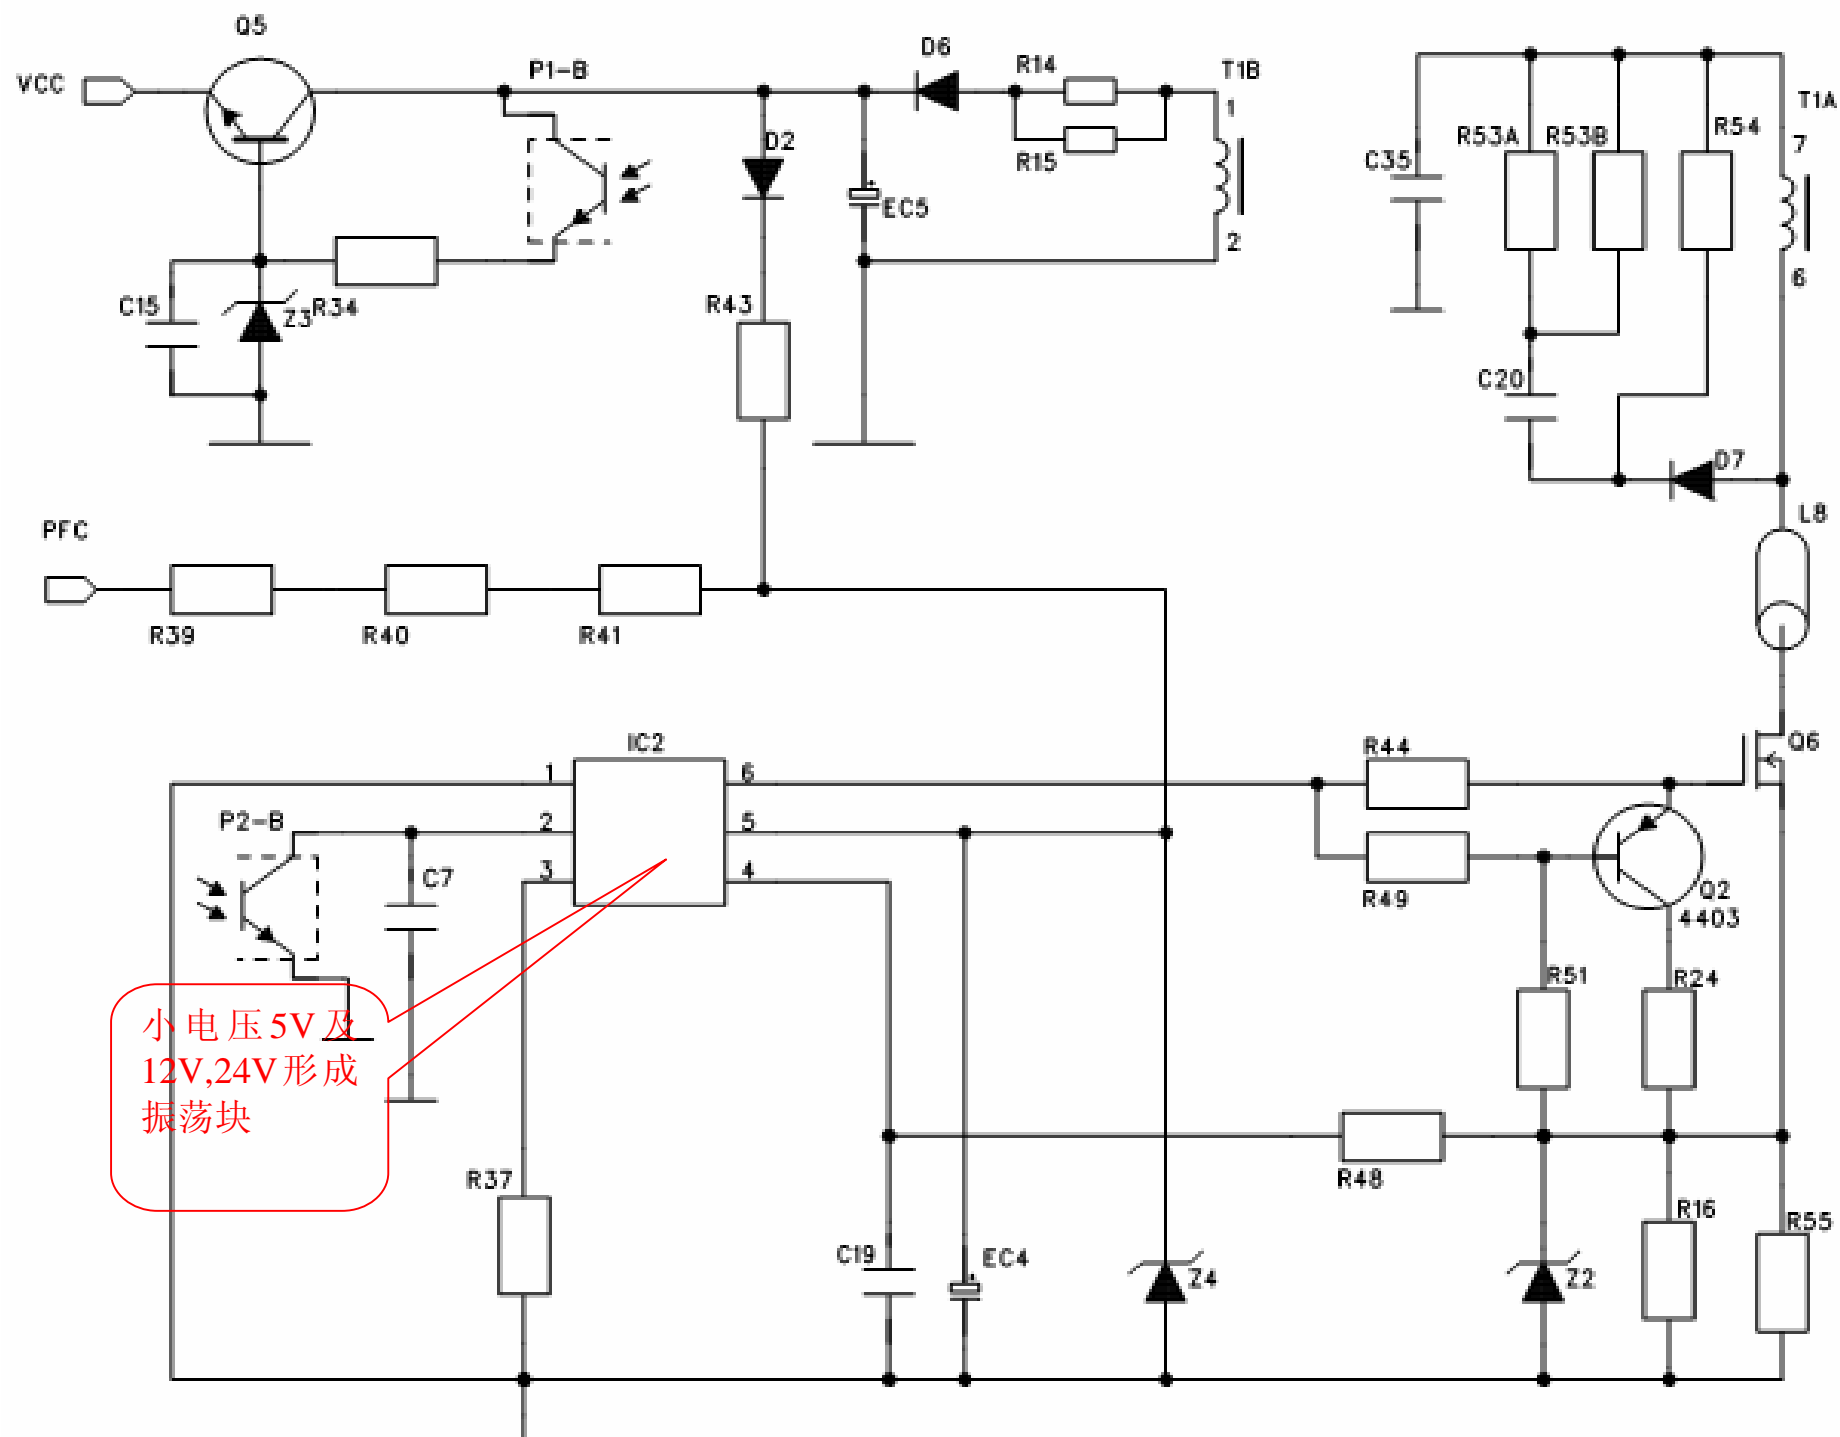 Q5
VCC
P1-B
D6
R14
T1B
1
R15
D2
EC5
2
C15
Z3
R34
R43
C35
R53A
R53B
R54
T1A
7
6
C20
D7
L8
PFC
R39
R40
R41
IC2
1
2
3
6
5
4
P2-B
C7
R44
Q6
R49
Q2
4403
R51
R24
小电压5V及
12V,24V形成
振荡块
R37
R48
R16
R55
C19
EC4
Z4
Z2